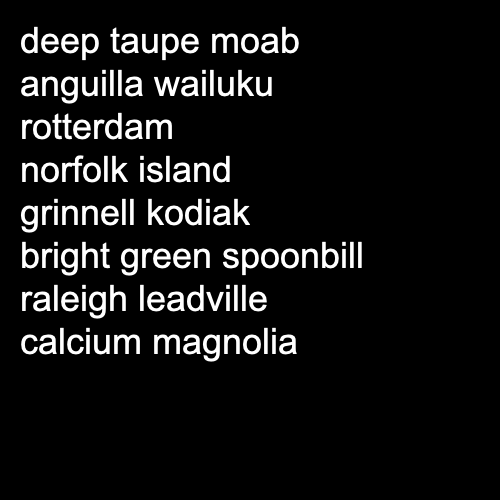 deep taupe moab
anguilla wailuku
rotterdam
norfolk island
grinnell kodiak
bright green spoonbill
raleigh leadville
calcium magnolia